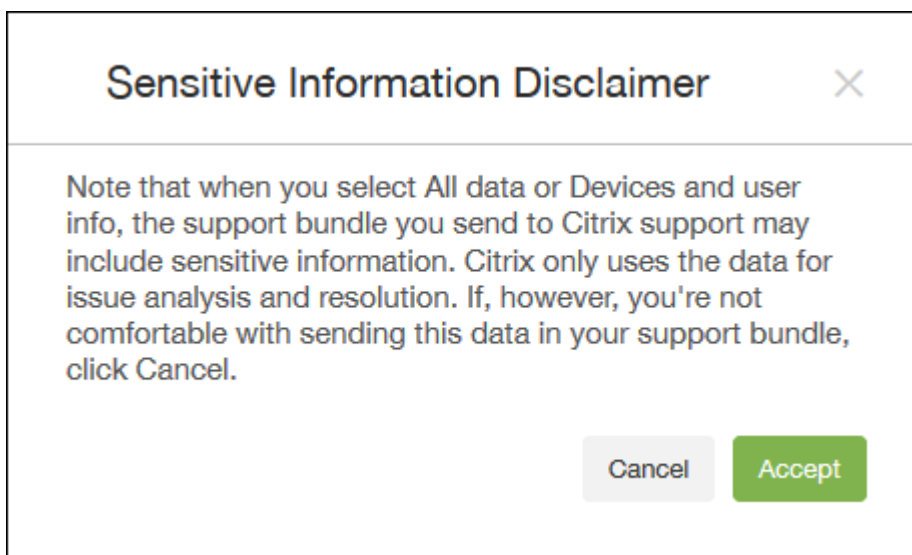 Sensitive Information Disclaimer
Note that when you select All data or Devices and user
info, the support bundle you send to Citrix support may
include sensitive information. Citrix only uses the data for
issue analysis and resolution. If, however, you're not
comfortable with sending this data in your support bundle,
click Cancel.
Cancel
Accept